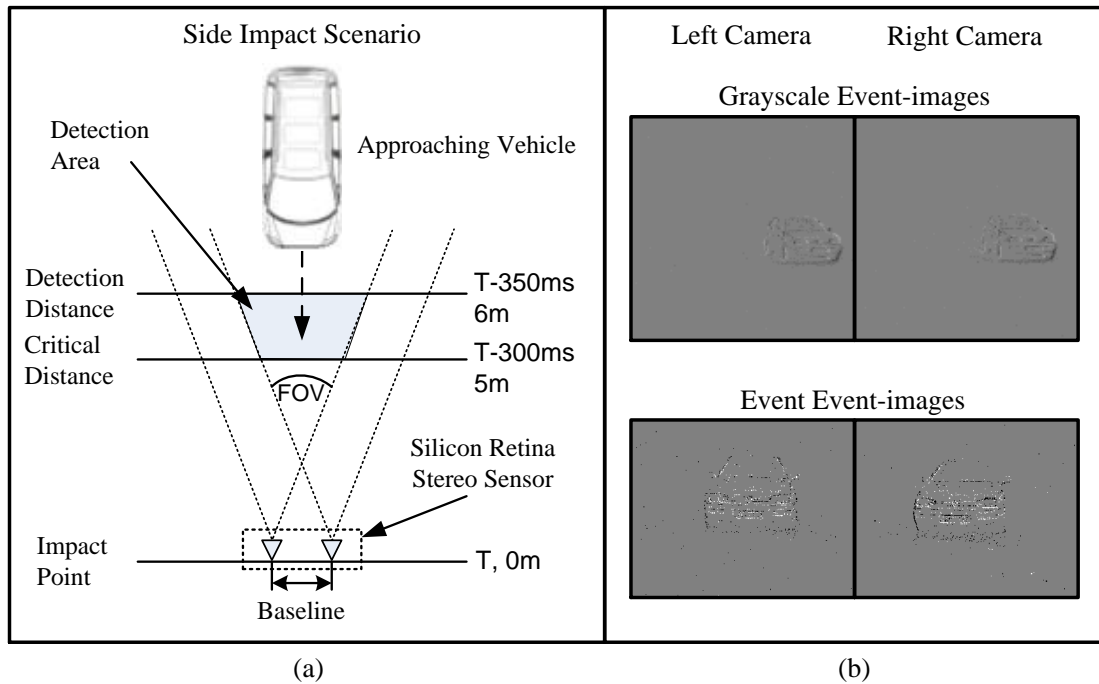 Side Impact Scenario
Detection
Area
Approaching Vehicle
Detection
Distance
T-350ms
6m
Critical
Distance
T-300ms
5m
FOV
Silicon Retina
Stereo Sensor
Impact
Point
T, 0m
Baseline
(a)
Left Camera
Right Camera
Grayscale Event-images
Event Event-images
(b)